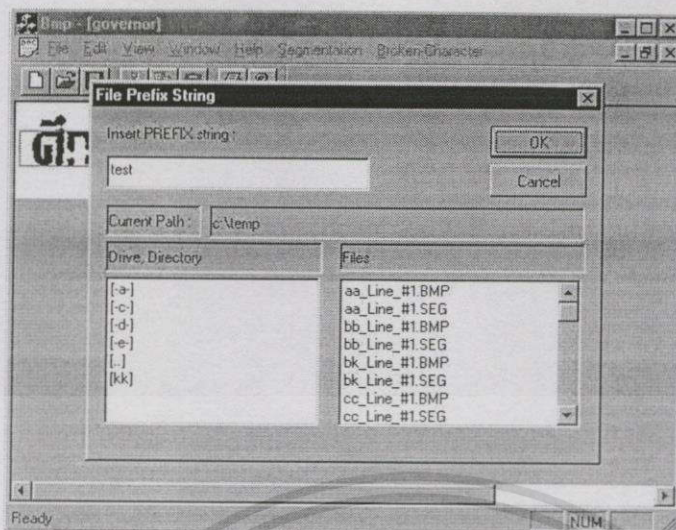 Bmp - [governor]
File Edit View Window Help Segmentation Broken-Character
File Prefix String
Insert PREFIX string :
OK
test
Cancel
Current Path : c:\temp
Drive, Directory
Files
[-a-]
[-c-]
[-d-]
[-e-]
[..]
[kk]
aa_Line_#1.BMP
aa_Line_#1.SEG
bb_Line_#1.BMP
bb_Line_#1.SEG
bk_Line_#1.BMP
bk_Line_#1.SEG
cc_Line_#1.BMP
cc_Line_#1.SEG
Ready
NUM